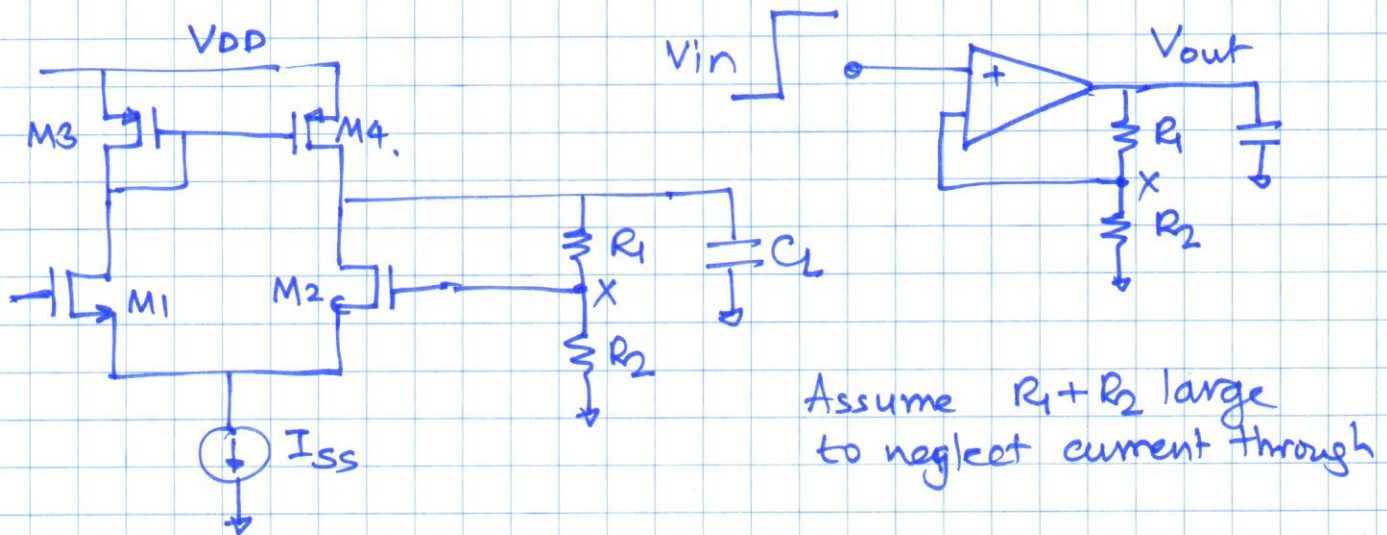 VDD
M3
M4.
M1
M2
R1
X
R2
CL
ISS
Vin
+
Vout
R1
X
R2
Assume R1+R2 large
to neglect current through